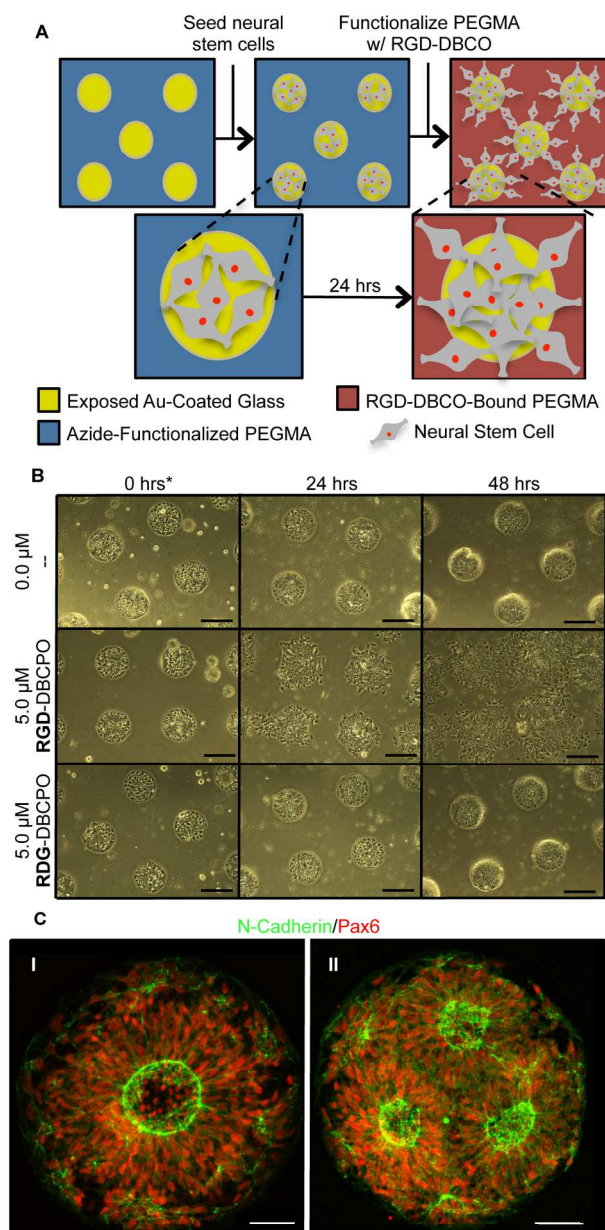 A
Seed neural
stem cells
Functionalize PEGMA
w/ RGD-DBCO
24 hrs
Exposed Au-Coated Glass
RGD-DBCO-Bound PEGMA
Azide-Functionalized PEGMA
Neural Stem Cell
B
0 hrs*
24 hrs
48 hrs
0.0 μM
--
5.0 μM
RGD-DBCPO
5.0 μM
RDG-DBCPO
C
N-Cadherin/Pax6
I
II